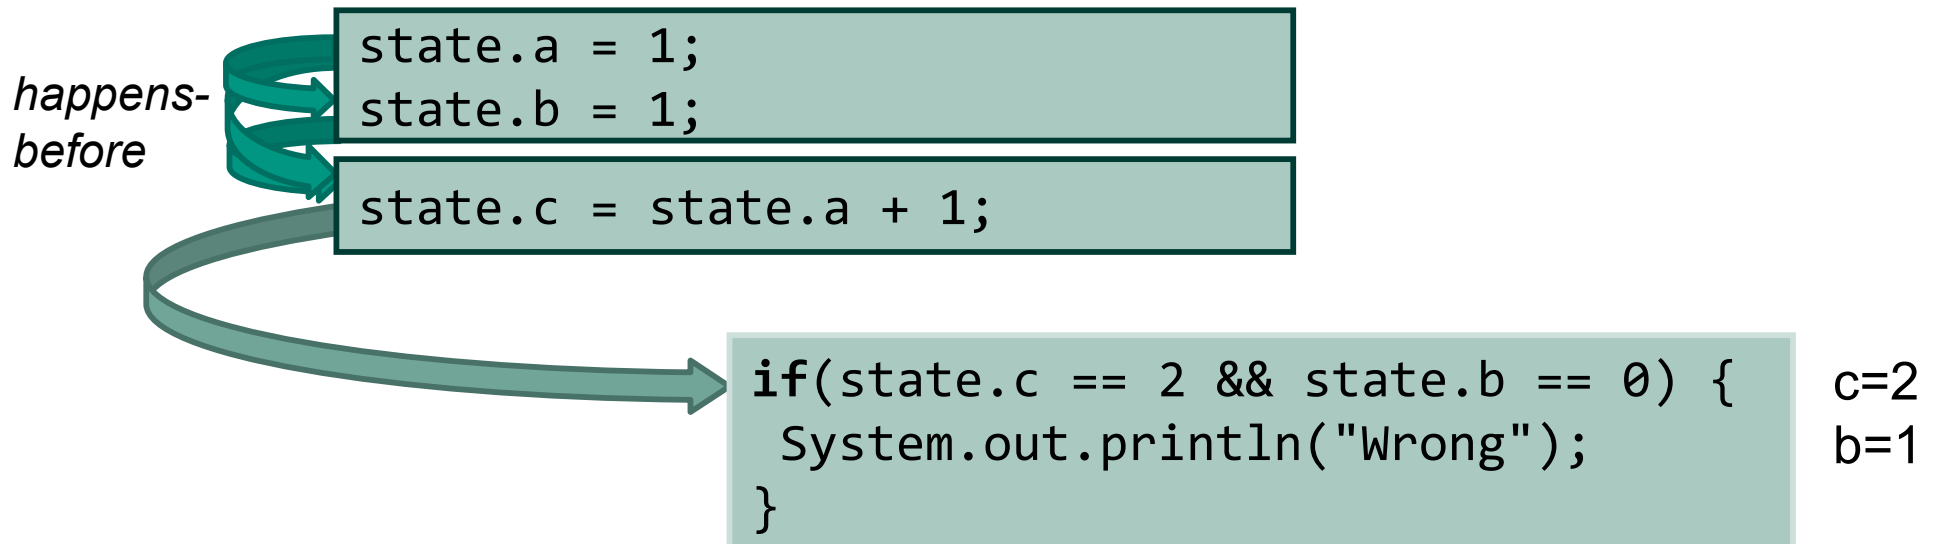 state.a = 1;
happens-
state.b = 1;
before
state.c = state.a + 1;
if(state.c == 2 && state.b == 0) {
c=2
System.out.println("Wrong");
b=1
}